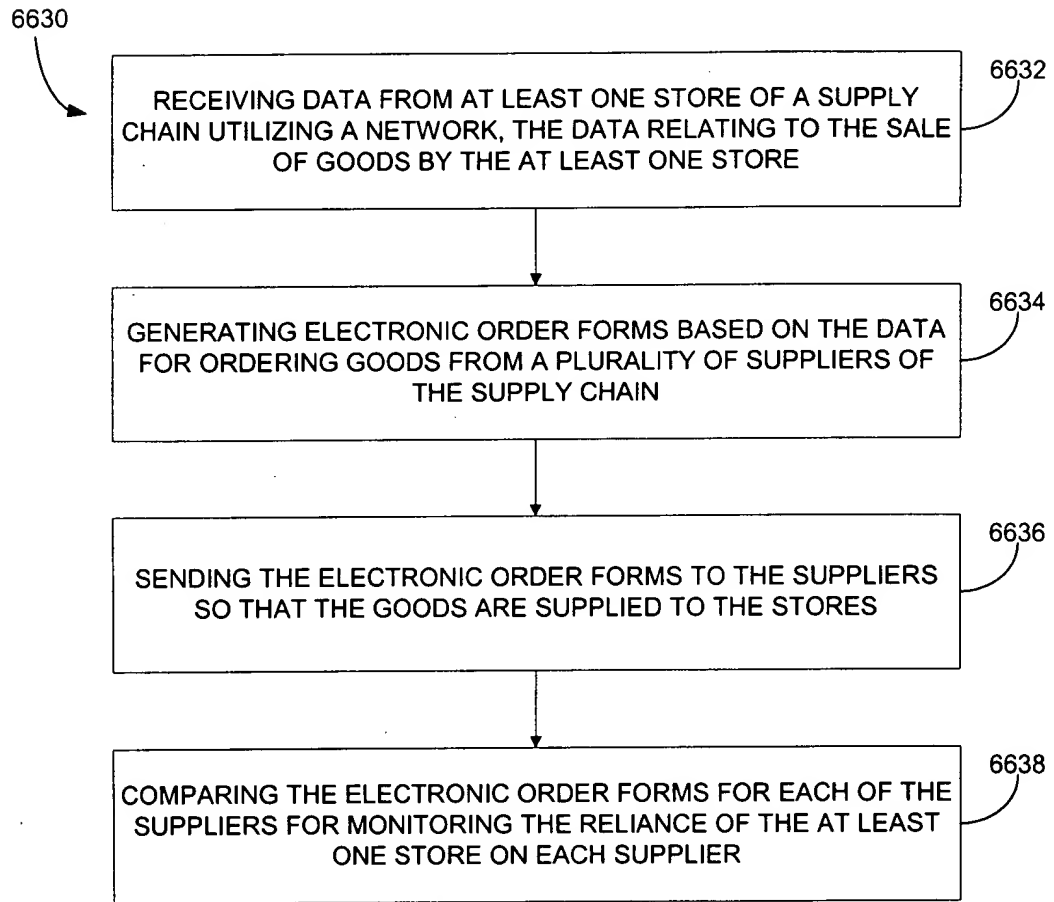 6630
6632
RECEIVING DATA FROM AT LEAST ONE STORE OF A SUPPLY
CHAIN UTILIZING A NETWORK, THE DATA RELATING TO THE SALE
OF GOODS BY THE AT LEAST ONE STORE
6634
GENERATING ELECTRONIC ORDER FORMS BASED ON THE DATA
FOR ORDERING GOODS FROM A PLURALITY OF SUPPLIERS OF
THE SUPPLY CHAIN
6636
SENDING THE ELECTRONIC ORDER FORMS TO THE SUPPLIERS
SO THAT THE GOODS ARE SUPPLIED TO THE STORES
6638
COMPARING THE ELECTRONIC ORDER FORMS FOR EACH OF THE
SUPPLIERS FOR MONITORING THE RELIANCE OF THE AT LEAST
ONE STORE ON EACH SUPPLIER